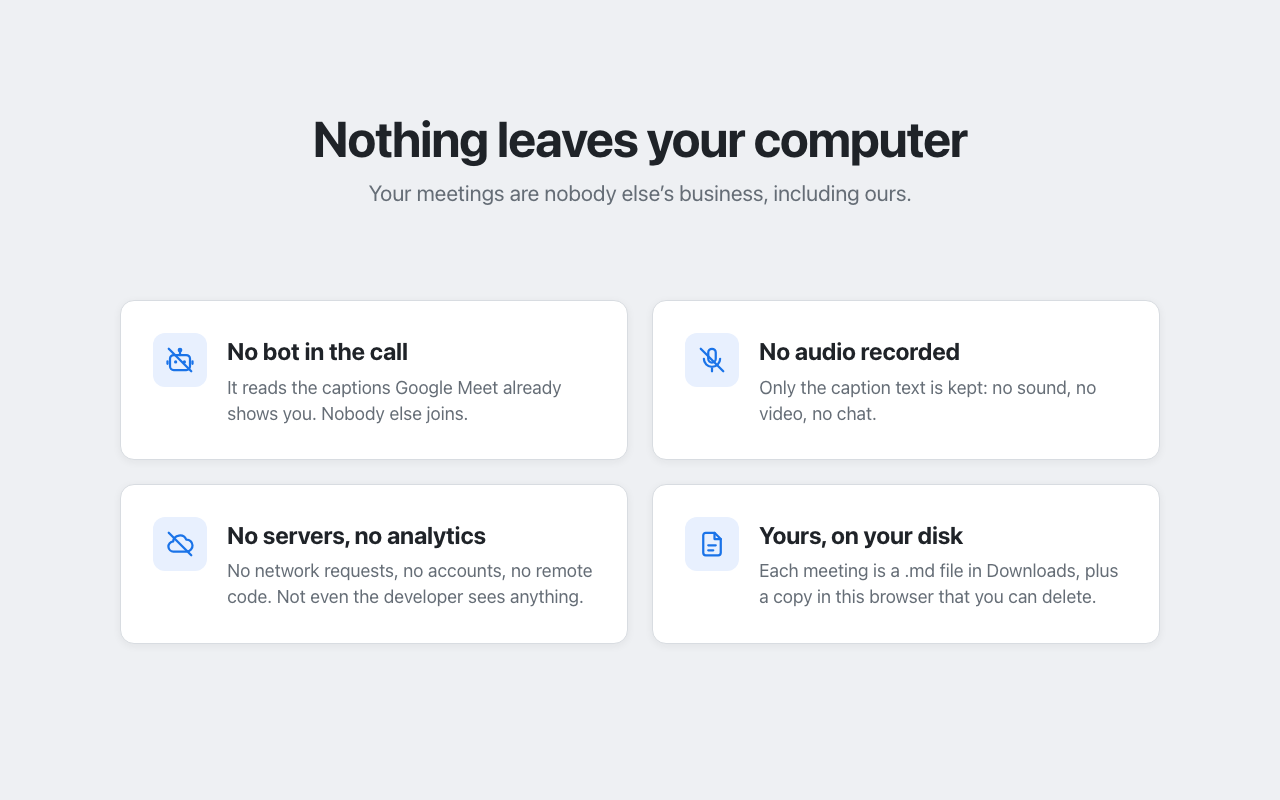 Nothing leaves your computer
Your meetings are nobody else’s business, including ours.
No bot in the call
It reads the captions Google Meet already
shows you. Nobody else joins.
No audio recorded
Only the caption text is kept: no sound, no
video, no chat.
No servers, no analytics
No network requests, no accounts, no remote
code. Not even the developer sees anything.
Yours, on your disk
Each meeting is a .md file in Downloads, plus
a copy in this browser that you can delete.